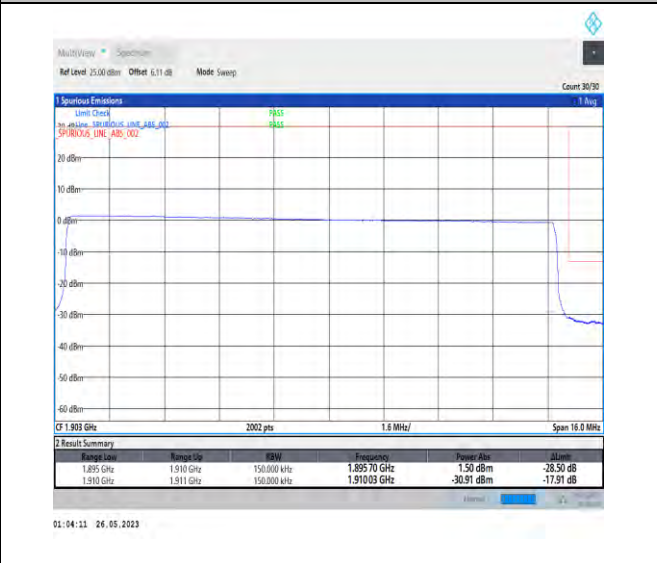 MultiView Spectrum
Ref Level 25.00 dBm Offset 6.11 dB Mode Sweep
Count 30/30
1 Spurious Emissions 1 Avg
Limit Check PASS
Line SPURIOUS_LINE_ABS_002 PASS
SPURIOUS_LINE_ABS_002
20 dBm
10 dBm
0 dBm
-10 dBm
-20 dBm
-30 dBm
-40 dBm
-50 dBm
-60 dBm
CF 1.903 GHz 2002 pts 1.6 MHz/ Span 16.0 MHz
2 Result Summary
Range Low Range Up RBW Frequency Power Abs ΔLimit
1.895 GHz 1.910 GHz 150.000 kHz 1.89570 GHz 1.50 dBm -28.50 dB
1.910 GHz 1.911 GHz 150.000 kHz 1.91003 GHz -30.91 dBm -17.91 dB
01:04:11 26.05.2023